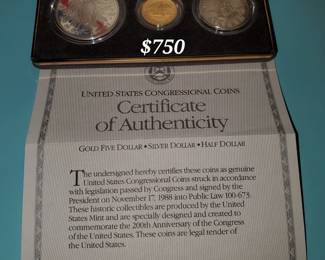 $750
UNITED STATES CONGRESSIONAL COINS
Certificate
of Authenticity
GOLD FIVE DOLLAR • SILVER DOLLAR • HALF DOLLAR
The undersigned hereby certifies these coins as genuine
United States Congressional Coins struck in accordance
with legislation passed by Congress and signed by the
President on November 17, 1988 into Public Law 100-673.
These historic collectibles are produced by the United
States Mint and are specially designed and created to
commemorate the 200th Anniversary of the Congress
of the United States. These coins are legal tender of
the United States.